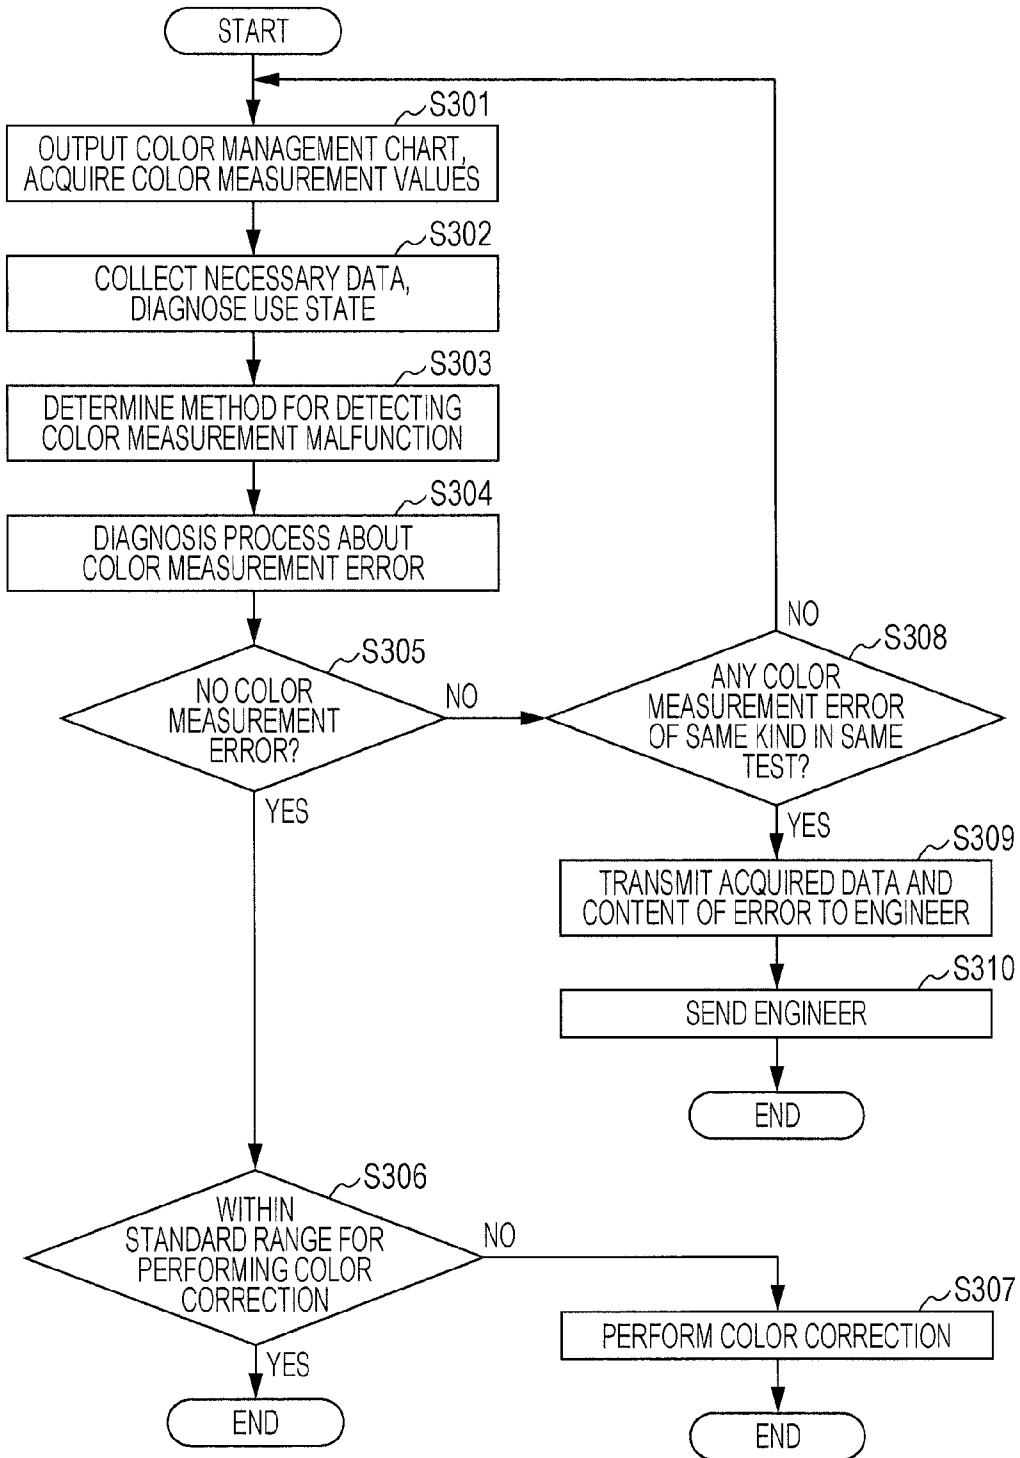 START
S301
OUTPUT COLOR MANAGEMENT CHART,
ACQUIRE COLOR MEASUREMENT VALUES
S302
COLLECT NECESSARY DATA,
DIAGNOSE USE STATE
S303
DETERMINE METHOD FOR DETECTING
COLOR MEASUREMENT MALFUNCTION
S304
DIAGNOSIS PROCESS ABOUT
COLOR MEASUREMENT ERROR
S305
NO COLOR
MEASUREMENT
ERROR?
NO
YES
NO
S308
ANY COLOR
MEASUREMENT ERROR
OF SAME KIND IN SAME
TEST?
YES
S309
TRANSMIT ACQUIRED DATA AND
CONTENT OF ERROR TO ENGINEER
S310
SEND ENGINEER
END
S306
WITHIN
STANDARD RANGE FOR
PERFORMING COLOR
CORRECTION
NO
YES
END
S307
PERFORM COLOR CORRECTION
END